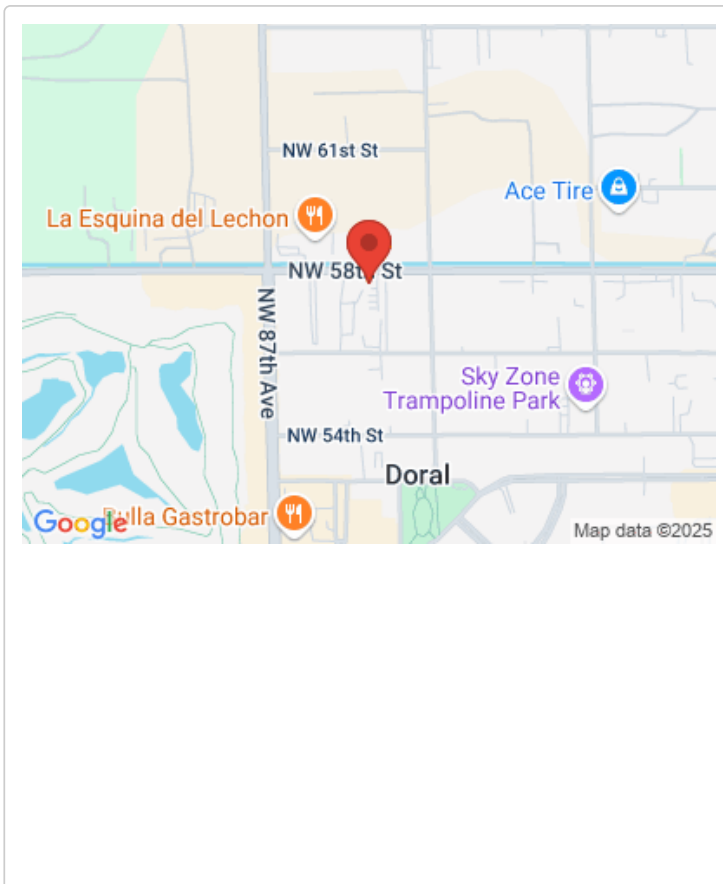 NW 61st St
Ace Tire
La Esquina del Lechon
NW 58th St
NW 87th Ave
Sky Zone
Trampoline Park
NW 54th St
Doral
Bulla Gastrobar
Google
Map data ©2025